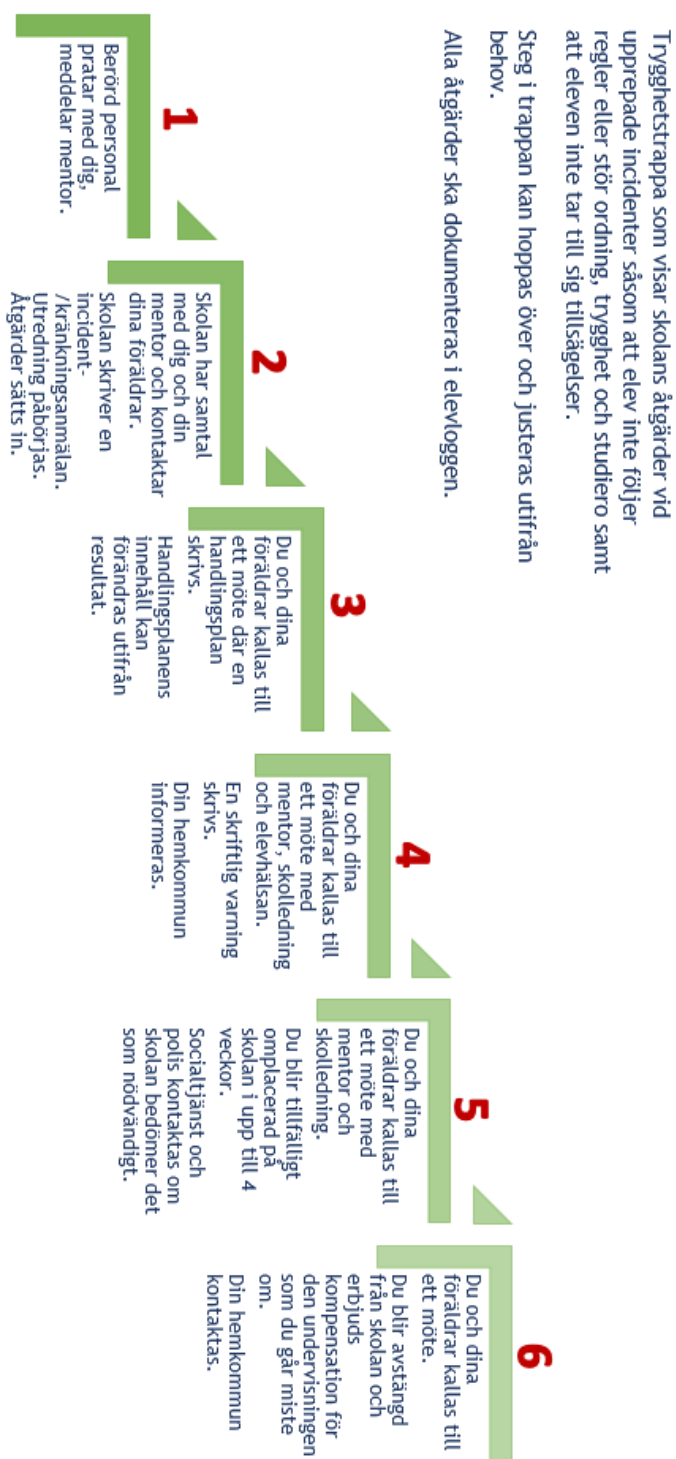 Trygghetstrappa som visar skolans åtgärder vid
upprepade incidenter såsom att elev inte följer
regler eller stör ordning, trygghet och studiero samt
att eleven inte tar till sig tillsägelser.
Steg i trappan kan hoppas över och justeras utifrån
behov.
Alla åtgärder ska dokumenteras i elevloggen.
1
Berörd personal
pratar med dig,
meddelar mentor.
2
Skolan har samtal
med dig och din
mentor och kontaktar
dina föräldrar.
Skolan skriver en
incident-
/kränkningsanmälan.
Utredning påbörjas.
Åtgärder sätts in.
3
Du och dina
föräldrar kallas till
ett möte där en
handlingsplan
skrivs.
Handlingsplanens
innehåll kan
förändras utifrån
resultat.
4
Du och dina
föräldrar kallas till
ett möte med
mentor, skolledning
och elevhälsan.
En skriftlig varning
skrivs.
Din hemkommun
informeras.
5
Du och dina
föräldrar kallas till
ett möte med
mentor och
skolledning.
Du blir tillfälligt
omplacerad på
skolan i upp till 4
veckor.
Socialtjänst och
polis kontaktas om
skolan bedömer det
som nödvändigt.
6
Du och dina
föräldrar kallas till
ett möte.
Du blir avstängd
från skolan och
erbjuds
kompensation för
den undervisningen
som du går miste
om.
Din hemkommun
kontaktas.